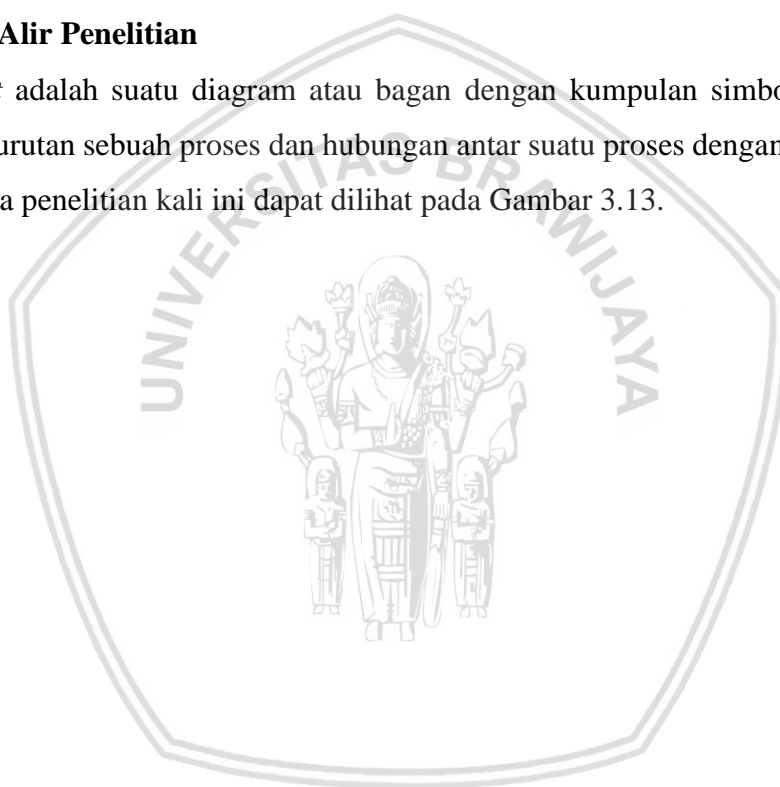 Alir Penelitian
t adalah suatu diagram atau bagan dengan kumpulan simbo
urutan sebuah proses dan hubungan antar suatu proses dengan
a penelitian kali ini dapat dilihat pada Gambar 3.13.
UNIVERSITAS BRAWIJAYA